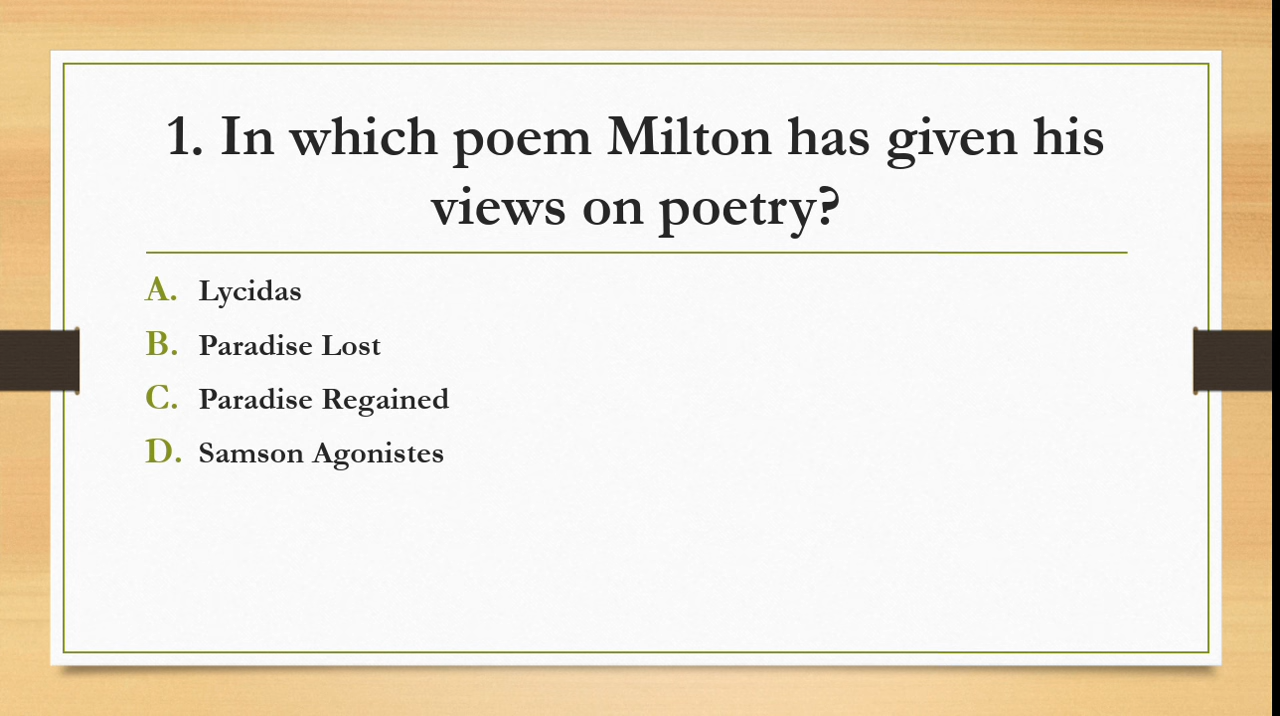 1. In which poem Milton has given his
views on poetry?
A. Lycidas
B. Paradise Lost
C. Paradise Regained
D. Samson Agonistes